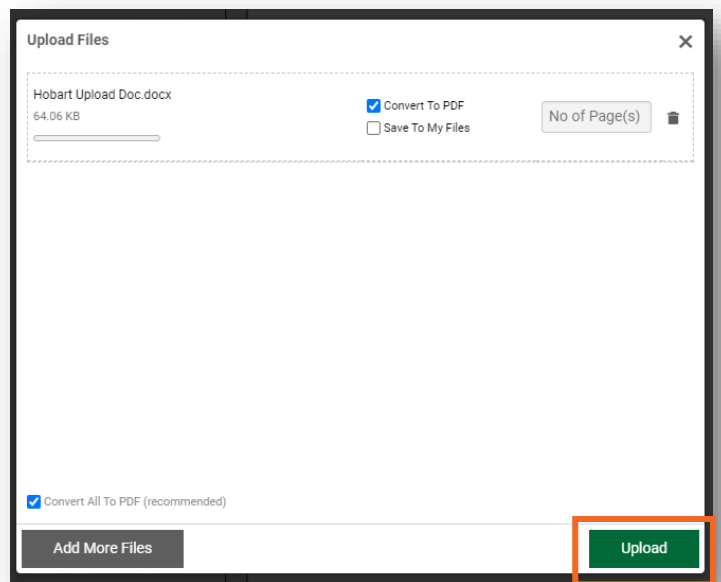 Upload Files
Hobart Upload Doc.docx
64.06 KB
Convert To PDF
Save To My Files
No of Page(s)
Convert All To PDF (recommended)
Add More Files
Upload